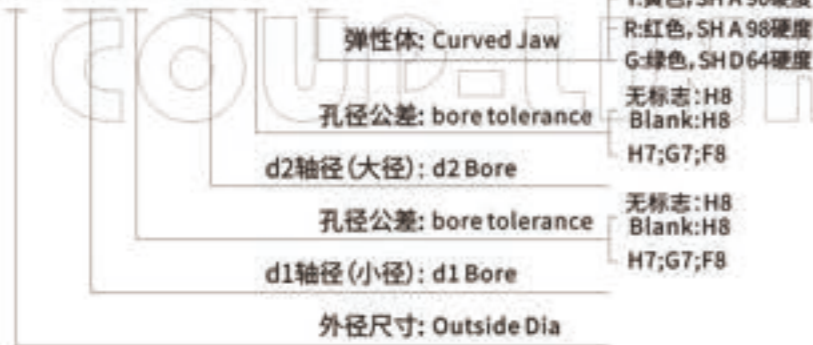 弹性体: Curved Jaw
R:红色, SH A 98硬度
G:绿色, SH D 64硬度
孔径公差: bore tolerance
无标志:H8
Blank:H8
H7;G7;F8
d2轴径(大径): d2 Bore
孔径公差: bore tolerance
无标志:H8
Blank:H8
H7;G7;F8
d1轴径(小径): d1 Bore
外径尺寸: Outside Dia